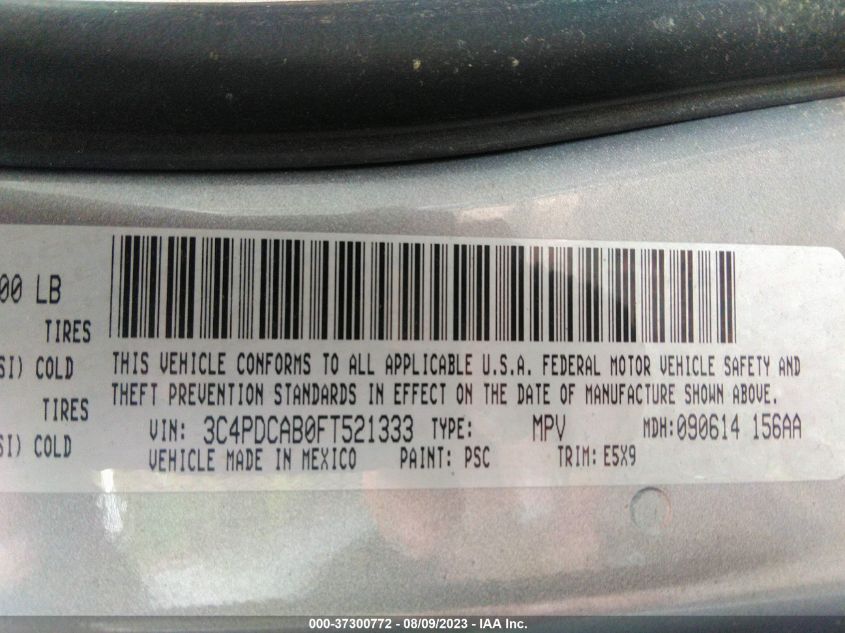 00 LB
TIRES
SI) COLD
TIRES
SI) COLD
THIS VEHICLE CONFORMS TO ALL APPLICABLE U.S.A. FEDERAL MOTOR VEHICLE SAFETY AND
THEFT PREVENTION STANDARDS IN EFFECT ON THE DATE OF MANUFACTURE SHOWN ABOVE.
VIN: 3C4PDCAB0FT521333 TYPE: MPV MDH:090614 156AA
VEHICLE MADE IN MEXICO PAINT: PSC TRIM: E5X9
000-37300772 - 08/09/2023 - IAA Inc.